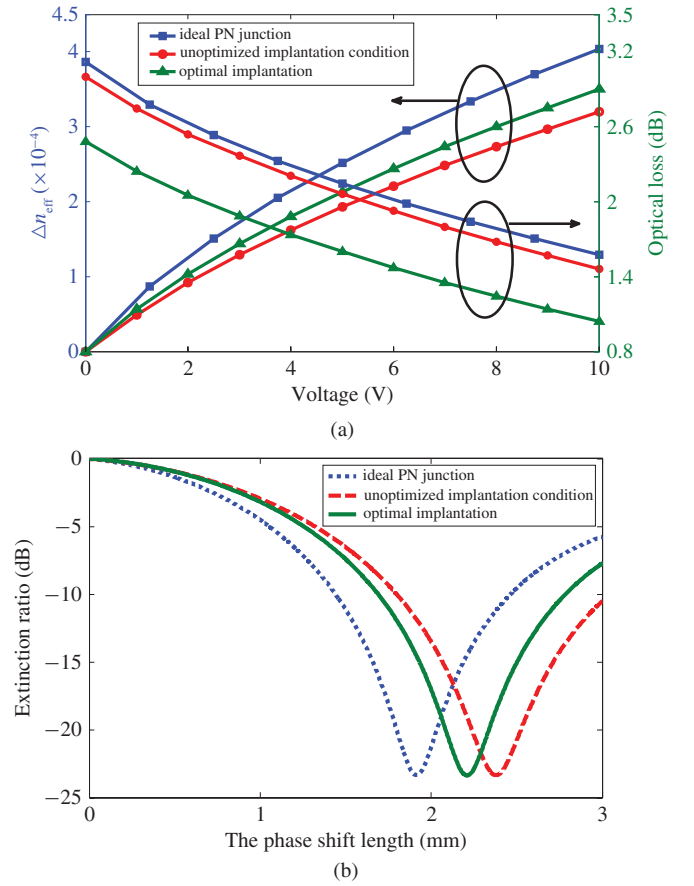 ideal PN junction
unoptimized implantation condition
optimal implantation
4.5
4
3
2
1
0
Δn_eff (×10⁻⁴)
3.5
3.2
2.6
2
1.4
0.8
Optical loss (dB)
0 2 4 6 8 10
Voltage (V)
(a)
ideal PN junction
unoptimized implantation condition
optimal implantation
0
−5
−10
−15
−20
−25
Extinction ratio (dB)
0 1 2 3
The phase shift length (mm)
(b)